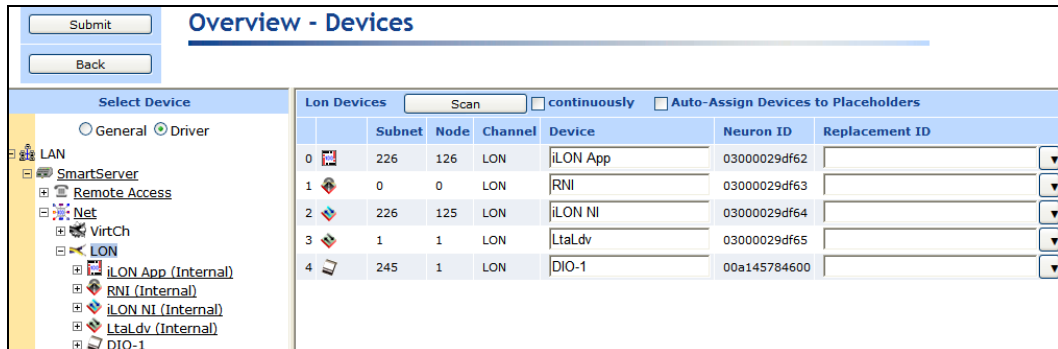 Submit
Overview - Devices
Back
Select Device
General Driver
LAN
SmartServer
Remote Access
Net
VirtCh
LON
iLON App (Internal)
RNI (Internal)
iLON NI (Internal)
LtaLdv (Internal)
DIO-1
Lon Devices Scan continuously Auto-Assign Devices to Placeholders
Subnet Node Channel Device Neuron ID Replacement ID
0 226 126 LON iLON App 03000029df62
1 0 0 LON RNI 03000029df63
2 226 125 LON iLON NI 03000029df64
3 1 1 LON LtaLdv 03000029df65
4 245 1 LON DIO-1 00a145784600